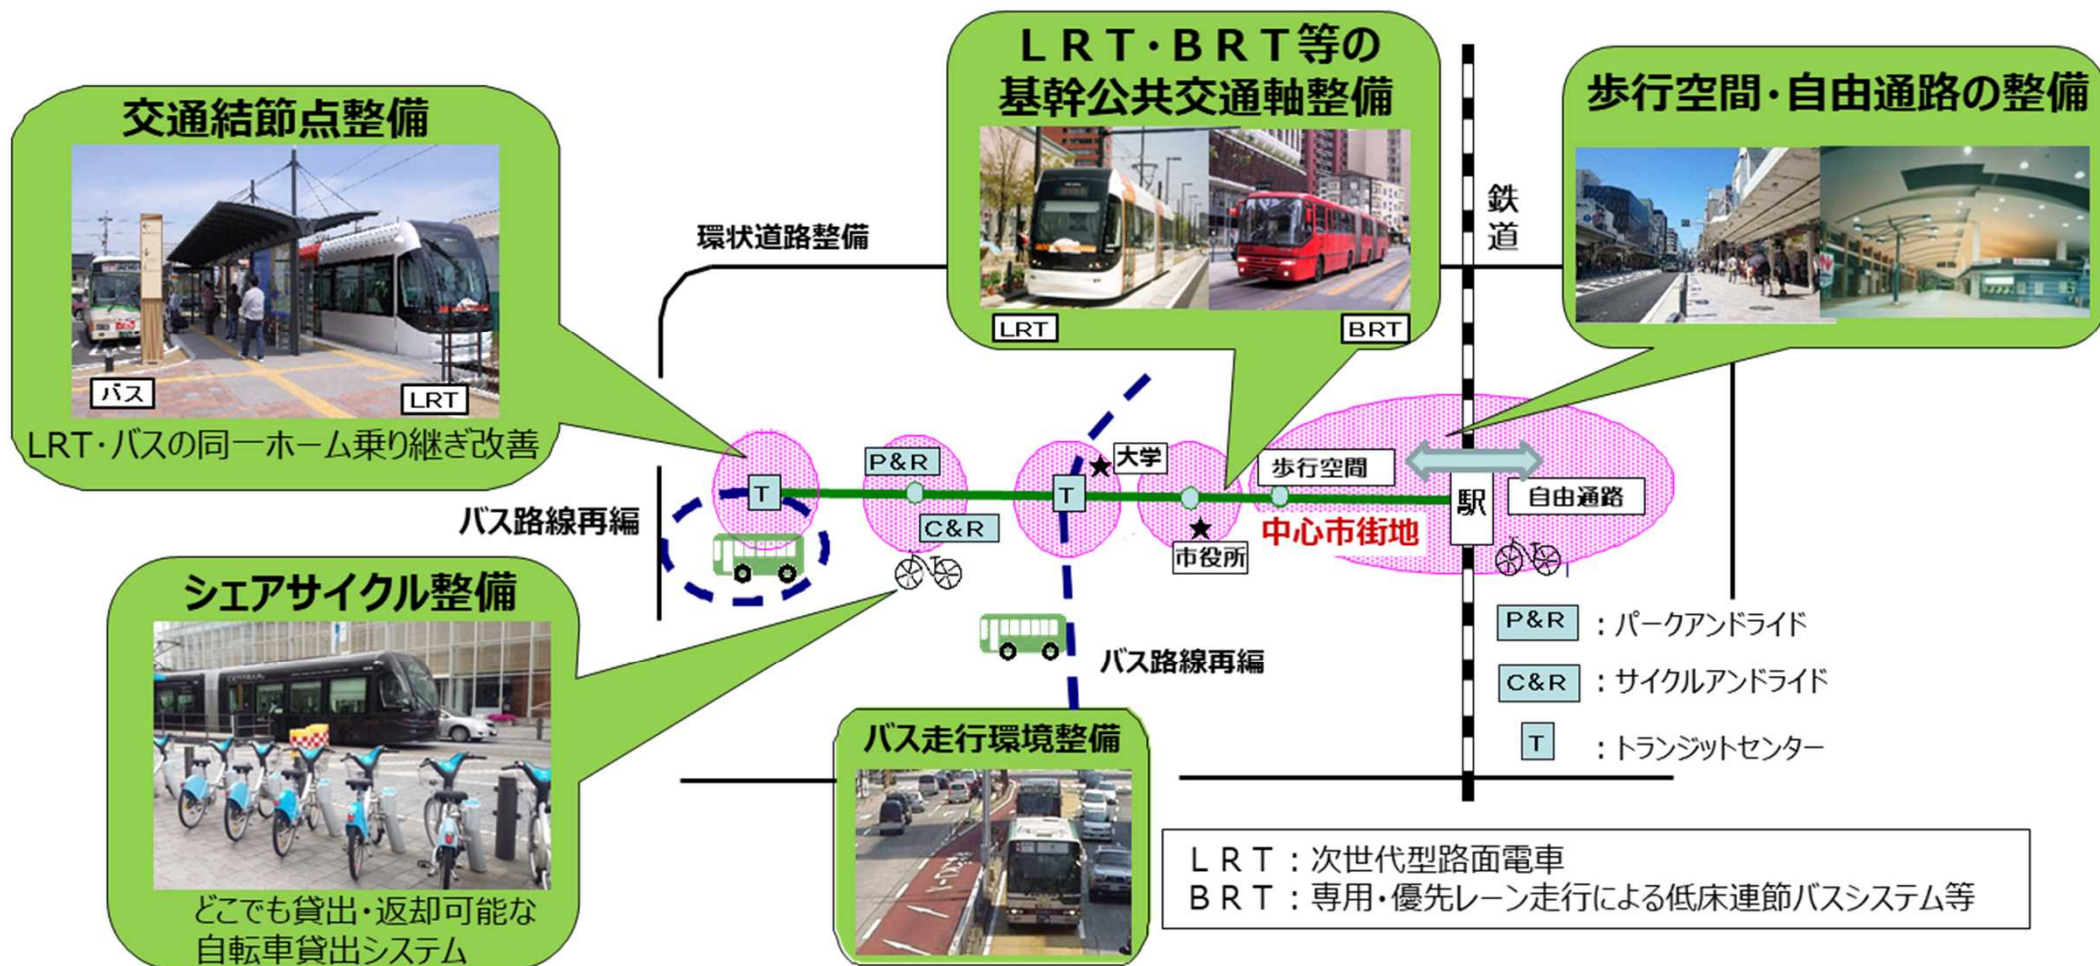 LRT・BRT等の
基幹公共交通軸整備
LRT
BRT
歩行空間・自由通路の整備
交通結節点整備
バス
LRT
LRT・バスの同一ホーム乗り継ぎ改善
鉄道
環状道路整備
P&R
大学
歩行空間
T
T
駅
自由通路
バス路線再編
C&R
中心市街地
市役所
シェアサイクル整備
どこでも貸出・返却可能な
自転車貸出システム
バス路線再編
P&R :パークアンドライド
C&R :サイクルアンドライド
T :トランジットセンター
バス走行環境整備
LRT:次世代型路面電車
BRT:専用・優先レーン走行による低床連節バスシステム等